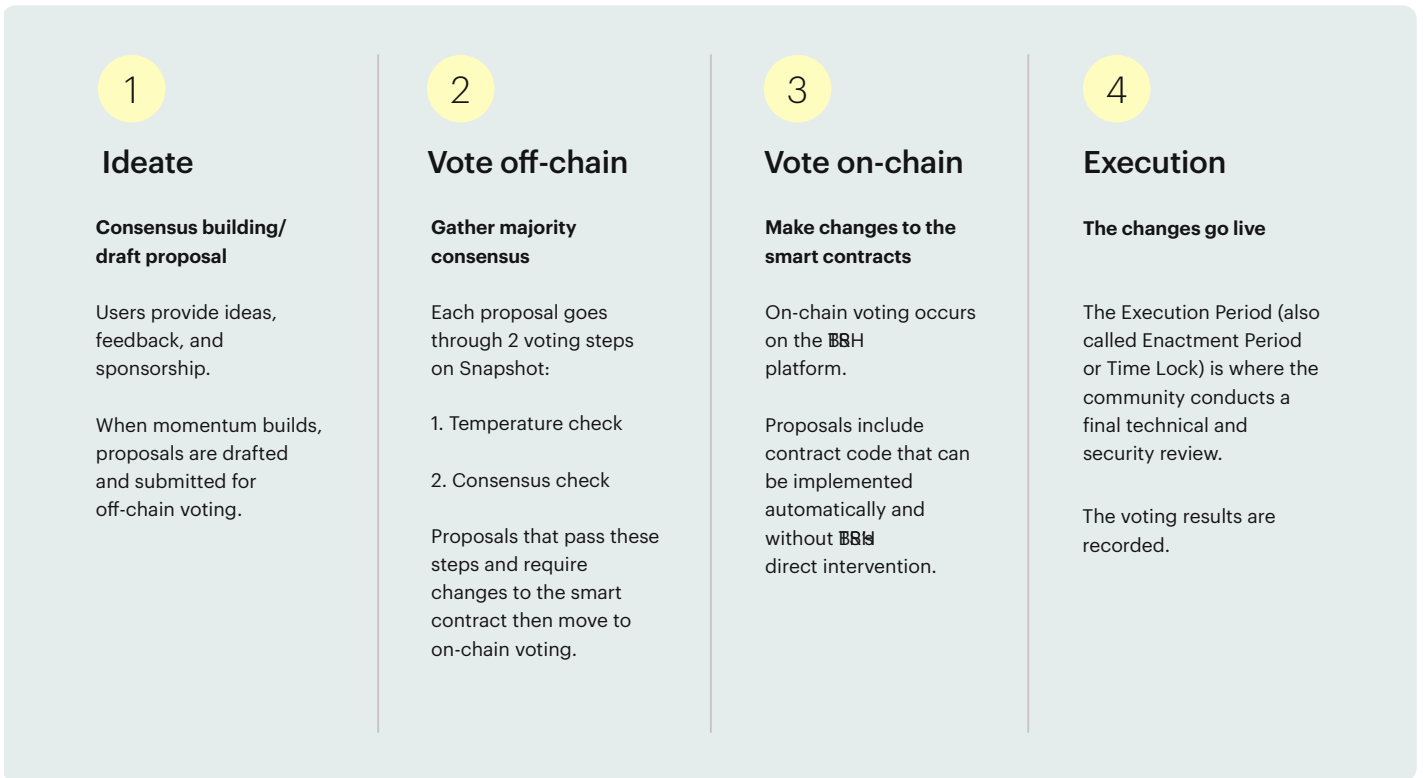 1
Ideate
Consensus building/
draft proposal
Users provide ideas,
feedback, and
sponsorship.
When momentum builds,
proposals are drafted
and submitted for
off-chain voting.
2
Vote off-chain
Gather majority
consensus
Each proposal goes
through 2 voting steps
on Snapshot:
1. Temperature check
2. Consensus check
Proposals that pass these
steps and require
changes to the smart
contract then move to
on-chain voting.
3
Vote on-chain
Make changes to the
smart contracts
On-chain voting occurs
on the
platform.
Proposals include
contract code that can
be implemented
automatically and
without
direct intervention.
4
Execution
The changes go live
The Execution Period (also
called Enactment Period
or Time Lock) is where the
community conducts a
final technical and
security review.
The voting results are
recorded.